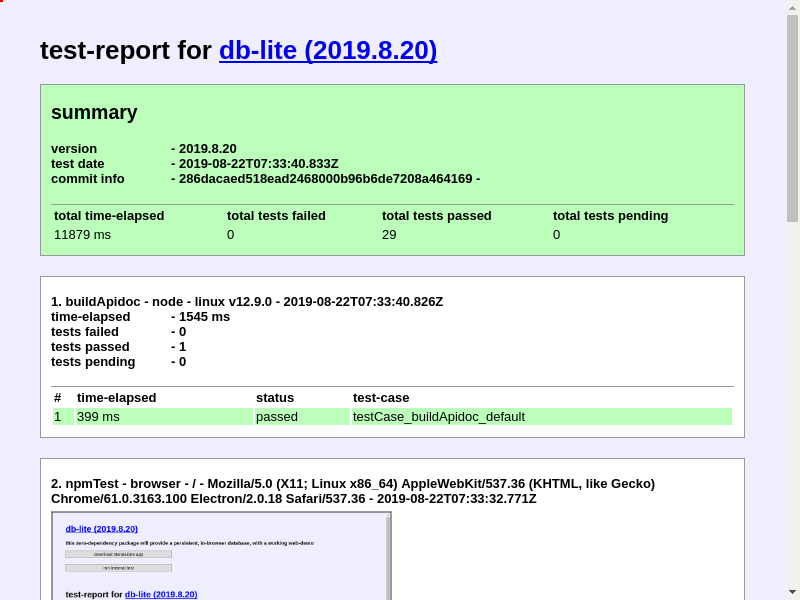 test-report for db-lite (2019.8.20)
summary
version - 2019.8.20
test date - 2019-08-22T07:33:40.833Z
commit info - 286dacaed518ead2468000b96b6de7208a464169 -
total time-elapsed total tests failed total tests passed total tests pending
11879 ms 0 29 0
1. buildApidoc - node - linux v12.9.0 - 2019-08-22T07:33:40.826Z
time-elapsed - 1545 ms
tests failed - 0
tests passed - 1
tests pending - 0
# time-elapsed status test-case
1 399 ms passed testCase_buildApidoc_default
2. npmTest - browser - / - Mozilla/5.0 (X11; Linux x86_64) AppleWebKit/537.36 (KHTML, like Gecko)
Chrome/61.0.3163.100 Electron/2.0.18 Safari/537.36 - 2019-08-22T07:33:32.771Z
db-lite (2019.8.20)
this zero-dependency package will provide a persistent, in-browser database, with a working web-demo
download standalone app
run internal test
test-report for db-lite (2019.8.20)